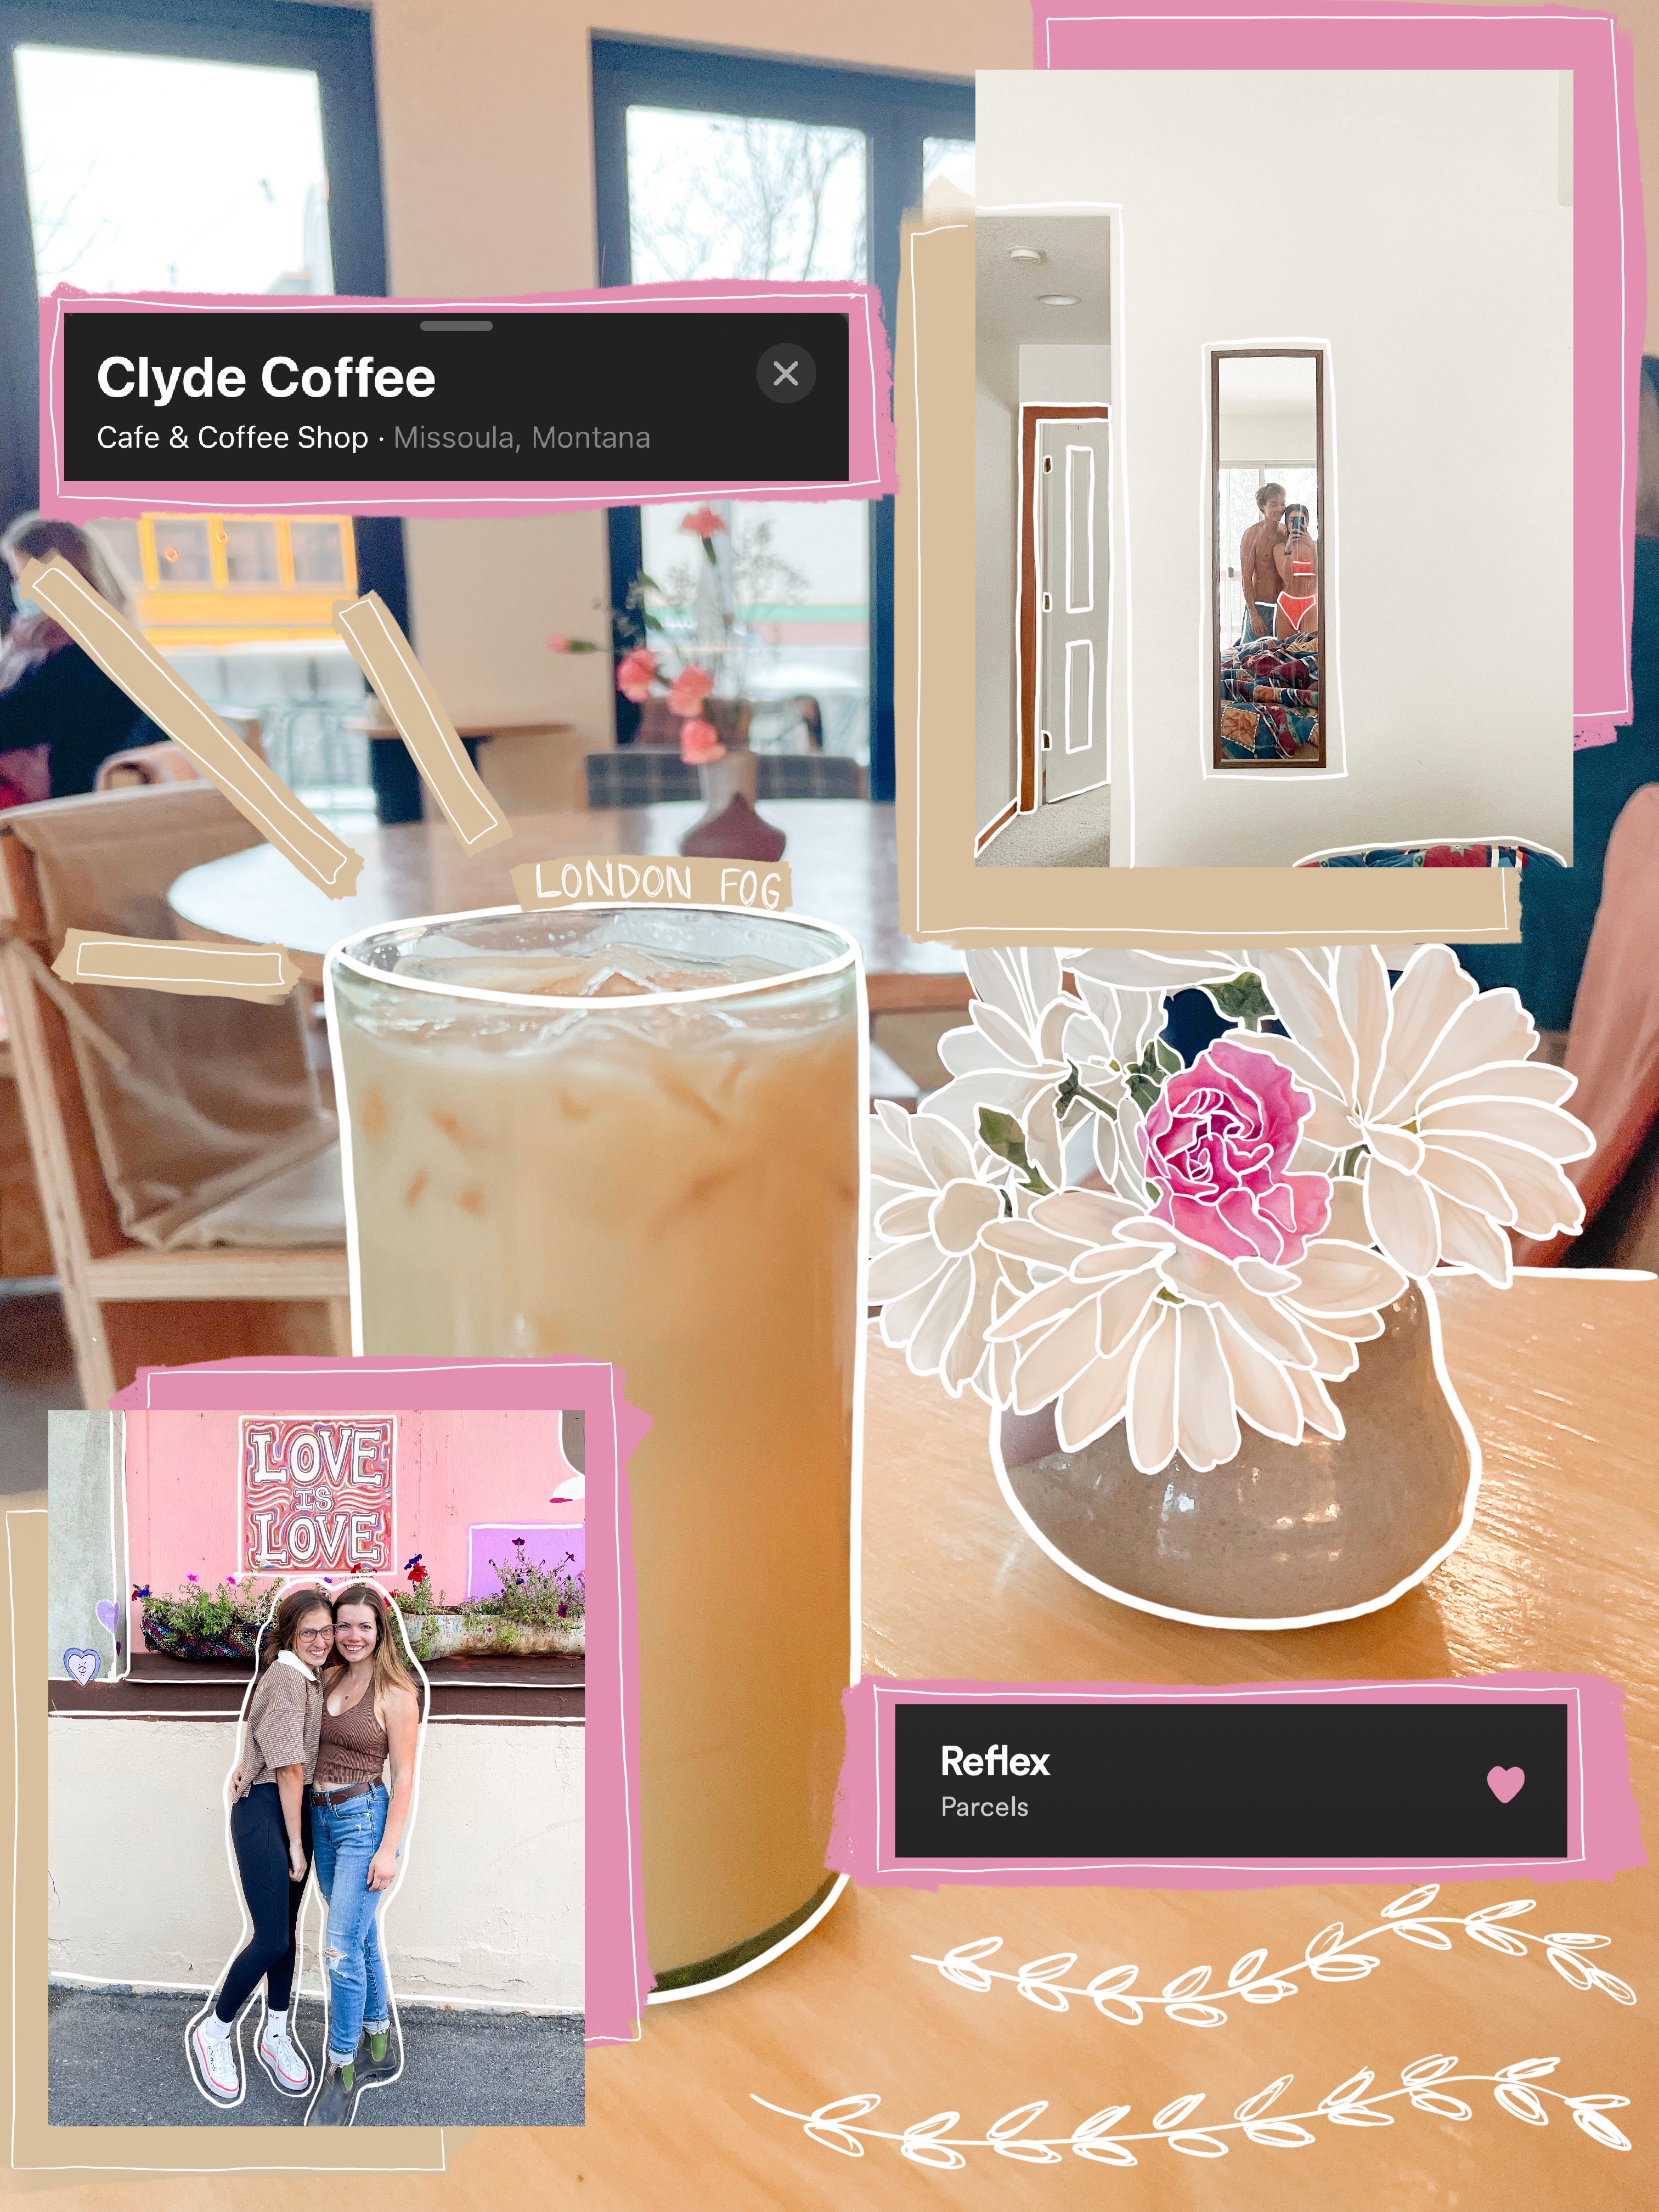 Clyde Coffee
Cafe & Coffee Shop · Missoula, Montana
LONDON FOG
LOVE
IS
LOVE
Reflex
Parcels